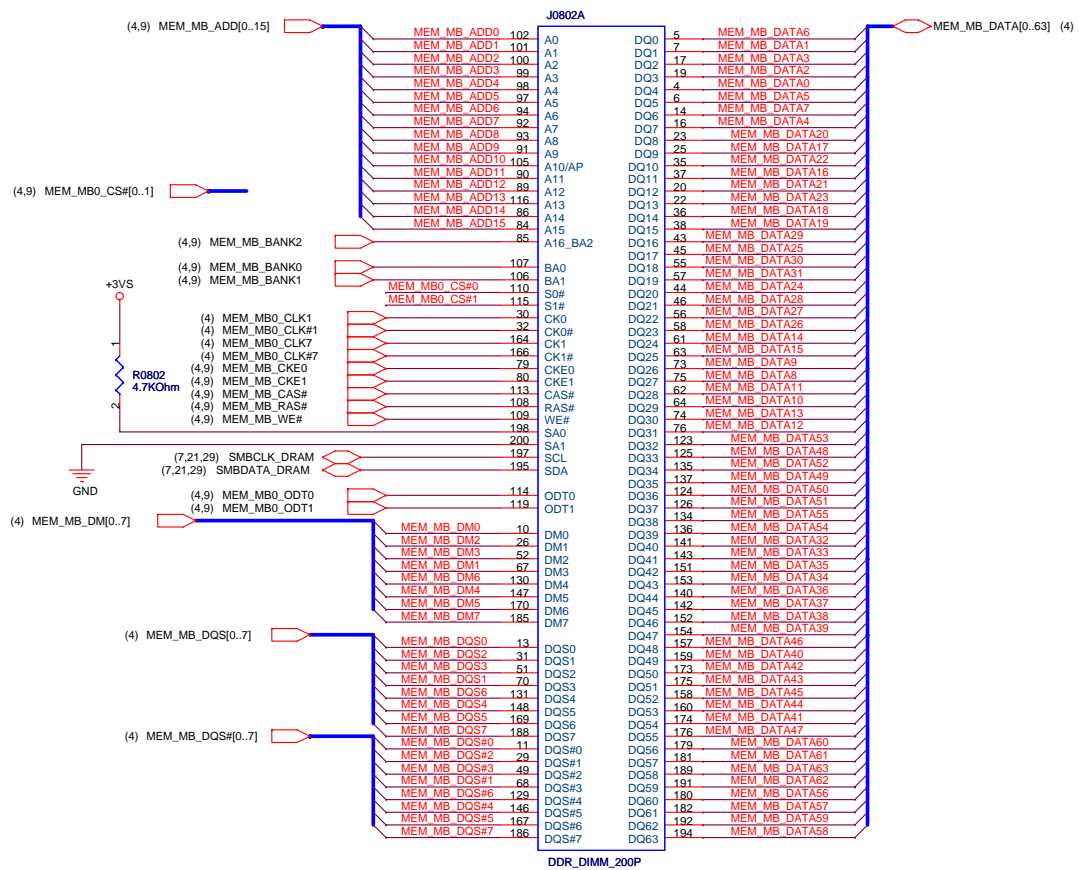 J0802A
(4,9) MEM_MB_ADD[0..15]
MEM_MB_DATA[0..63] (4)
MEM_MB_ADD0 102 A0
MEM_MB_ADD1 101 A1
MEM_MB_ADD2 100 A2
MEM_MB_ADD3 99 A3
MEM_MB_ADD4 98 A4
MEM_MB_ADD5 97 A5
MEM_MB_ADD6 94 A6
MEM_MB_ADD7 92 A7
MEM_MB_ADD8 93 A8
MEM_MB_ADD9 91 A9
MEM_MB_ADD10 105 A10/AP
MEM_MB_ADD11 90 A11
MEM_MB_ADD12 89 A12
MEM_MB_ADD13 116 A13
MEM_MB_ADD14 86 A14
MEM_MB_ADD15 84 A15
(4,9) MEM_MB0_CS#[0..1]
(4,9) MEM_MB_BANK2 85 A16_BA2
(4,9) MEM_MB_BANK0 107 BA0
(4,9) MEM_MB_BANK1 106 BA1
MEM_MB0_CS#0 110 S0#
MEM_MB0_CS#1 115 S1#
(4) MEM_MB0_CLK1 30 CK0
(4) MEM_MB0_CLK#1 32 CK0#
(4) MEM_MB0_CLK7 164 CK1
(4) MEM_MB0_CLK#7 166 CK1#
(4,9) MEM_MB_CKE0 79 CKE0
(4,9) MEM_MB_CKE1 80 CKE1
(4,9) MEM_MB_CAS# 113 CAS#
(4,9) MEM_MB_RAS# 108 RAS#
(4,9) MEM_MB_WE# 109 WE#
+3VS
1
R0802
4.7KOhm
2
198 SA0
200 SA1
GND
(7,21,29) SMBCLK_DRAM 197 SCL
(7,21,29) SMBDATA_DRAM 195 SDA
(4,9) MEM_MB0_ODT0 114 ODT0
(4,9) MEM_MB0_ODT1 119 ODT1
(4) MEM_MB_DM[0..7]
MEM_MB_DM0 10 DM0
MEM_MB_DM2 26 DM1
MEM_MB_DM3 52 DM2
MEM_MB_DM1 67 DM3
MEM_MB_DM6 130 DM4
MEM_MB_DM4 147 DM5
MEM_MB_DM5 170 DM6
MEM_MB_DM7 185 DM7
(4) MEM_MB_DQS[0..7]
MEM_MB_DQS0 13 DQS0
MEM_MB_DQS2 31 DQS1
MEM_MB_DQS3 51 DQS2
MEM_MB_DQS1 70 DQS3
MEM_MB_DQS6 131 DQS4
MEM_MB_DQS4 148 DQS5
MEM_MB_DQS5 169 DQS6
MEM_MB_DQS7 188 DQS7
(4) MEM_MB_DQS#[0..7]
MEM_MB_DQS#0 11 DQS#0
MEM_MB_DQS#2 29 DQS#1
MEM_MB_DQS#3 49 DQS#2
MEM_MB_DQS#1 68 DQS#3
MEM_MB_DQS#6 129 DQS#4
MEM_MB_DQS#4 146 DQS#5
MEM_MB_DQS#5 167 DQS#6
MEM_MB_DQS#7 186 DQS#7
DQ0 5 MEM_MB_DATA6
DQ1 7 MEM_MB_DATA1
DQ2 17 MEM_MB_DATA3
DQ3 19 MEM_MB_DATA2
DQ4 4 MEM_MB_DATA0
DQ5 6 MEM_MB_DATA5
DQ6 14 MEM_MB_DATA7
DQ7 16 MEM_MB_DATA4
DQ8 23 MEM_MB_DATA20
DQ9 25 MEM_MB_DATA17
DQ10 35 MEM_MB_DATA22
DQ11 37 MEM_MB_DATA16
DQ12 20 MEM_MB_DATA21
DQ13 22 MEM_MB_DATA23
DQ14 36 MEM_MB_DATA18
DQ15 38 MEM_MB_DATA19
DQ16 43 MEM_MB_DATA29
DQ17 45 MEM_MB_DATA25
DQ18 55 MEM_MB_DATA30
DQ19 57 MEM_MB_DATA31
DQ20 44 MEM_MB_DATA24
DQ21 46 MEM_MB_DATA28
DQ22 56 MEM_MB_DATA27
DQ23 58 MEM_MB_DATA26
DQ24 61 MEM_MB_DATA14
DQ25 63 MEM_MB_DATA15
DQ26 73 MEM_MB_DATA9
DQ27 75 MEM_MB_DATA8
DQ28 62 MEM_MB_DATA11
DQ29 64 MEM_MB_DATA10
DQ30 74 MEM_MB_DATA13
DQ31 76 MEM_MB_DATA12
DQ32 123 MEM_MB_DATA53
DQ33 125 MEM_MB_DATA48
DQ34 135 MEM_MB_DATA52
DQ35 137 MEM_MB_DATA49
DQ36 124 MEM_MB_DATA50
DQ37 126 MEM_MB_DATA51
DQ38 134 MEM_MB_DATA55
DQ39 136 MEM_MB_DATA54
DQ40 141 MEM_MB_DATA32
DQ41 143 MEM_MB_DATA33
DQ42 151 MEM_MB_DATA35
DQ43 153 MEM_MB_DATA34
DQ44 140 MEM_MB_DATA36
DQ45 142 MEM_MB_DATA37
DQ46 152 MEM_MB_DATA38
DQ47 154 MEM_MB_DATA39
DQ48 157 MEM_MB_DATA46
DQ49 159 MEM_MB_DATA40
DQ50 173 MEM_MB_DATA42
DQ51 175 MEM_MB_DATA43
DQ52 158 MEM_MB_DATA45
DQ53 160 MEM_MB_DATA44
DQ54 174 MEM_MB_DATA41
DQ55 176 MEM_MB_DATA47
DQ56 179 MEM_MB_DATA60
DQ57 181 MEM_MB_DATA61
DQ58 189 MEM_MB_DATA63
DQ59 191 MEM_MB_DATA62
DQ60 180 MEM_MB_DATA56
DQ61 182 MEM_MB_DATA57
DQ62 192 MEM_MB_DATA59
DQ63 194 MEM_MB_DATA58
DDR_DIMM_200P